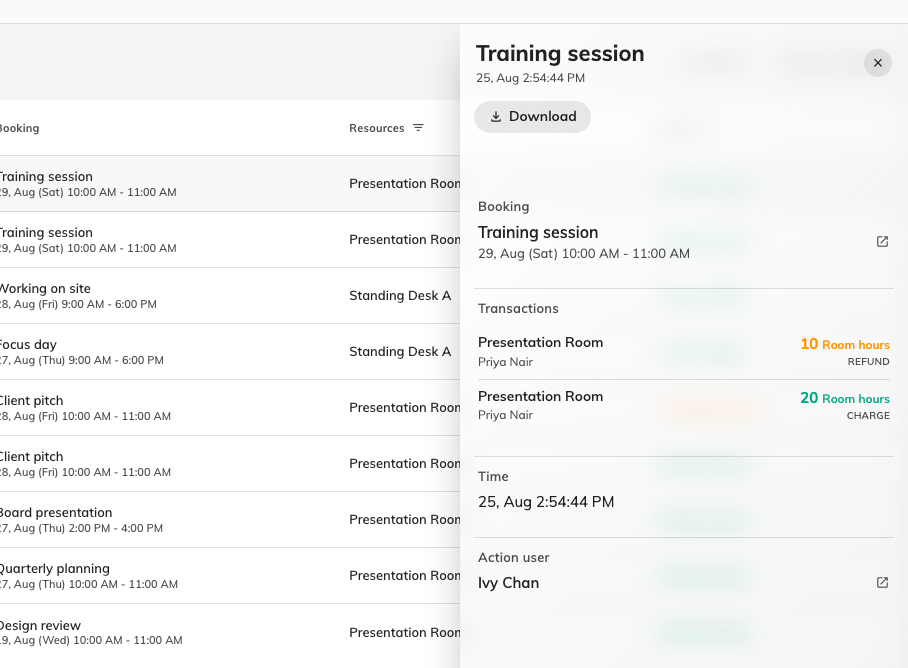 Training session
25, Aug 2:54:44 PM
Download
Booking
Training session
29, Aug (Sat) 10:00 AM - 11:00 AM
Transactions
Presentation Room
10 Room hours
Priya Nair
REFUND
Presentation Room
20 Room hours
Priya Nair
CHARGE
Time
25, Aug 2:54:44 PM
Action user
Ivy Chan
Booking
Resources
Training session
29, Aug (Sat) 10:00 AM - 11:00 AM
Presentation Room
Training session
29, Aug (Sat) 10:00 AM - 11:00 AM
Presentation Room
Working on site
28, Aug (Fri) 9:00 AM - 6:00 PM
Standing Desk A
Focus day
27, Aug (Thu) 9:00 AM - 6:00 PM
Standing Desk A
Client pitch
28, Aug (Fri) 10:00 AM - 11:00 AM
Presentation Room
Client pitch
28, Aug (Fri) 10:00 AM - 11:00 AM
Presentation Room
Board presentation
27, Aug (Thu) 2:00 PM - 4:00 PM
Presentation Room
Quarterly planning
27, Aug (Thu) 10:00 AM - 11:00 AM
Presentation Room
Design review
9, Aug (Wed) 10:00 AM - 11:00 AM
Presentation Room